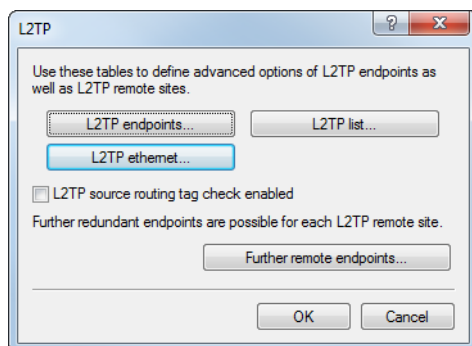 L2TP
?
X
Use these tables to define advanced options of L2TP endpoints as
well as L2TP remote sites.
L2TP endpoints...
L2TP list...
L2TP ethernet...
L2TP source routing tag check enabled
Further redundant endpoints are possible for each L2TP remote site.
Further remote endpoints...
OK
Cancel